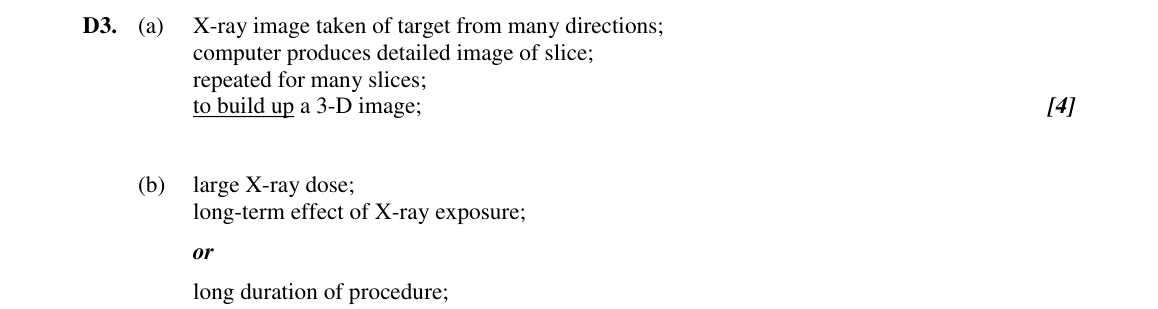 D3. (a) X-ray image taken of target from many directions;
computer produces detailed image of slice;
repeated for many slices;
to build up a 3-D image; [4]
(b) large X-ray dose;
long-term effect of X-ray exposure;
or
long duration of procedure;